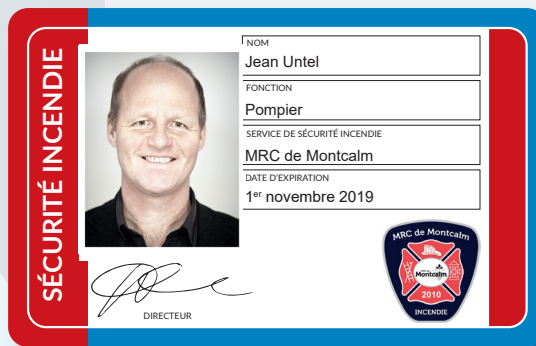 SÉCURITÉ INCENDIE
NOM
Jean Untel
FONCTION
Pompier
SERVICE DE SÉCURITÉ INCENDIE
MRC de Montcalm
DATE D'EXPIRATION
1er novembre 2019
DIRECTEUR
MRC de Montcalm
Montcalm
2010
INCENDIE